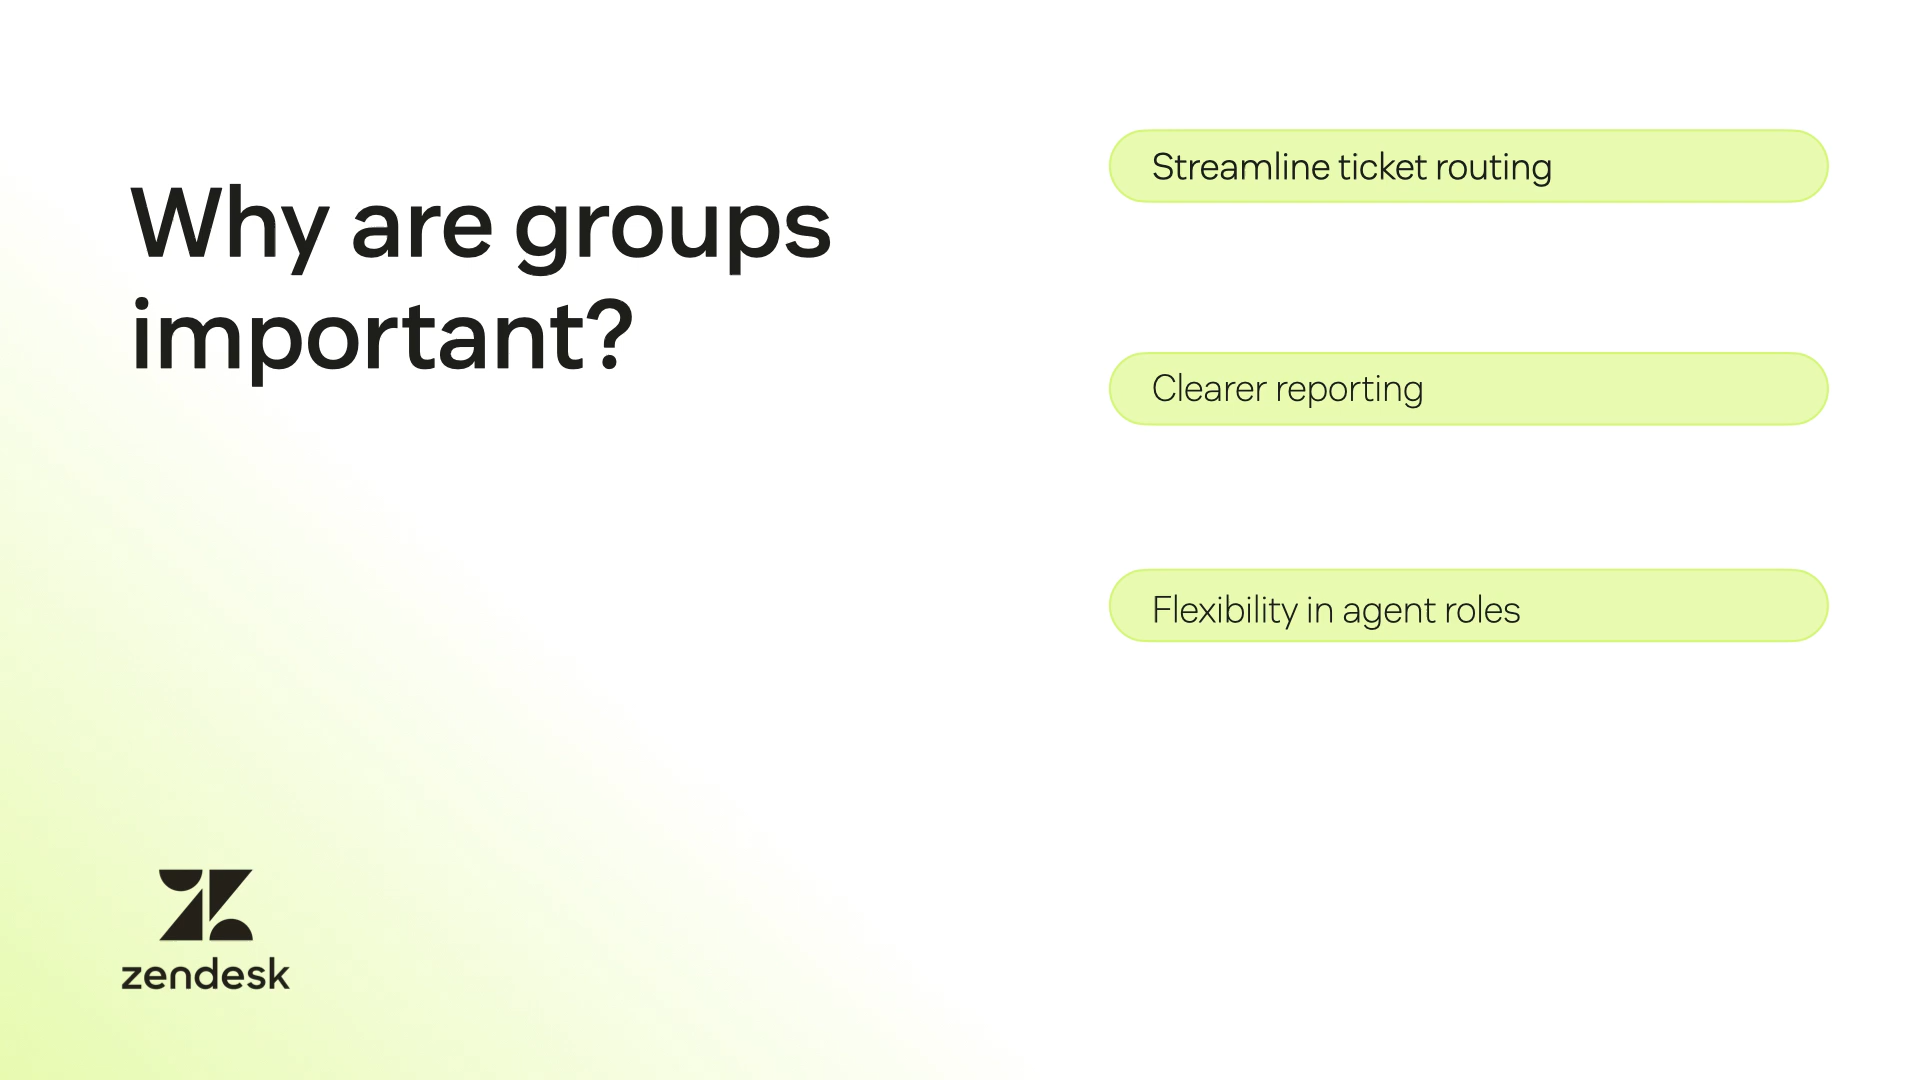 Why are groups
important?
Streamline ticket routing
Clearer reporting
Flexibility in agent roles
zendesk